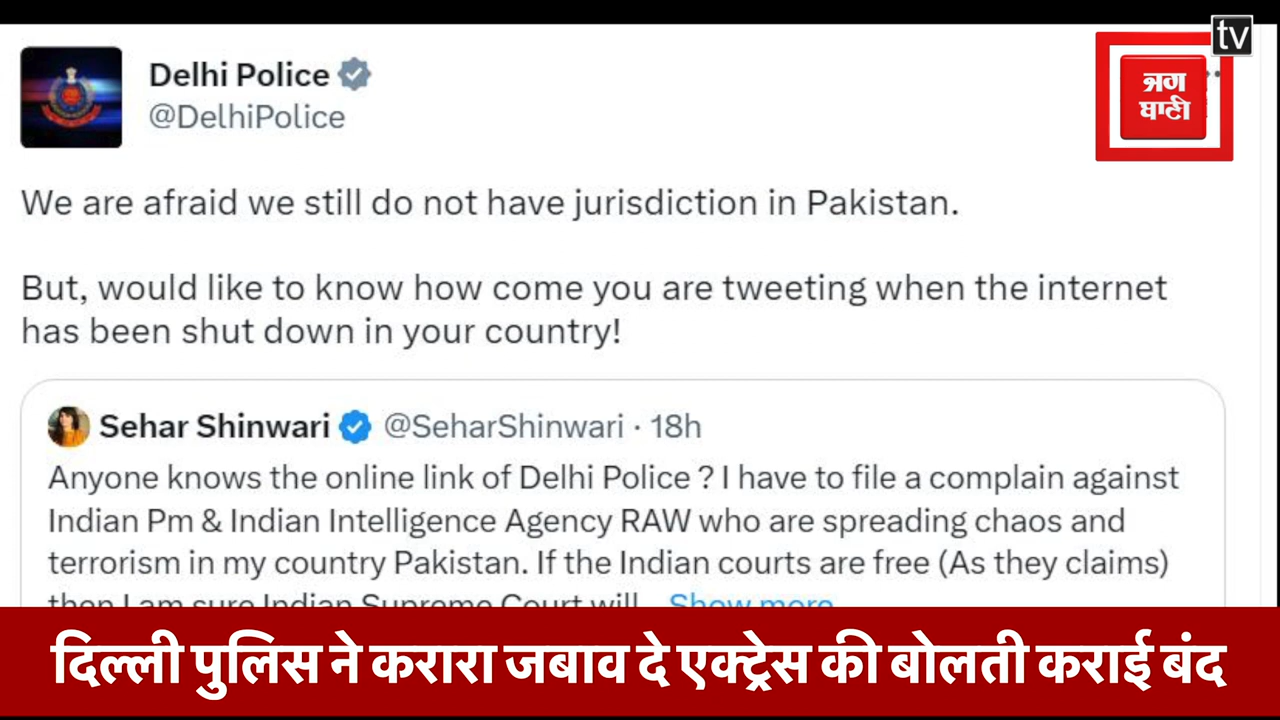 tv
ਜਗ
ਬਾਣੀ
Delhi Police
@DelhiPolice
We are afraid we still do not have jurisdiction in Pakistan.
But, would like to know how come you are tweeting when the internet
has been shut down in your country!
Sehar Shinwari @SeharShinwari · 18h
Anyone knows the online link of Delhi Police ? I have to file a complain against
Indian Pm & Indian Intelligence Agency RAW who are spreading chaos and
terrorism in my country Pakistan. If the Indian courts are free (As they claims)
then I am sure Indian Supreme Court will... Show more
दिल्ली पुलिस ने करारा जबाव दे एक्ट्रेस की बोलती कराई बंद